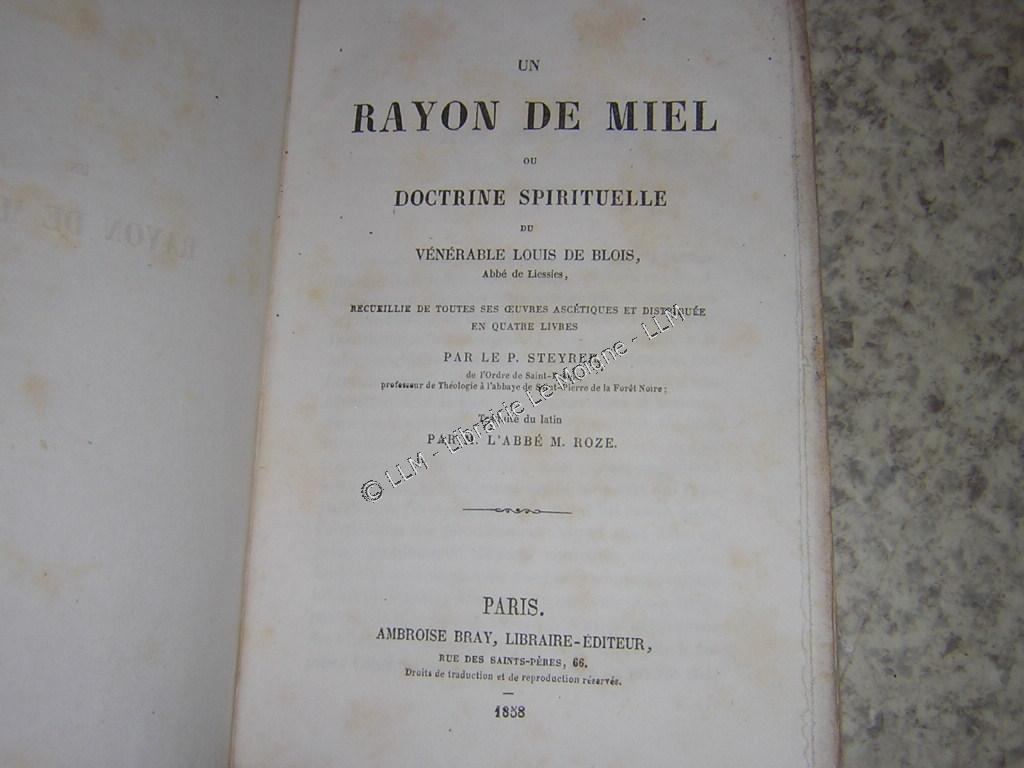 UN
RAYON DE MIEL
OU
DOCTRINE SPIRITUELLE
DU
VÉNÉRABLE LOUIS DE BLOIS,
Abbé de Liessies,
RECUEILLIE DE TOUTES SES ŒUVRES ASCÉTIQUES ET DISTRIBUÉE
EN QUATRE LIVRES
PAR LE P. STEYRER
de l'Ordre de
professeur de Théologie à l'abbaye de Saint-Pierre de la Forêt Noire;
Traduite du latin
PAR L'ABBÉ M. ROZE.
© LLM - Librairie Le Moigne - LLM
PARIS.
AMBROISE BRAY, LIBRAIRE-ÉDITEUR,
RUE DES SAINTS-PÈRES, 66.
Droits de traduction et de reproduction réservés.
1858